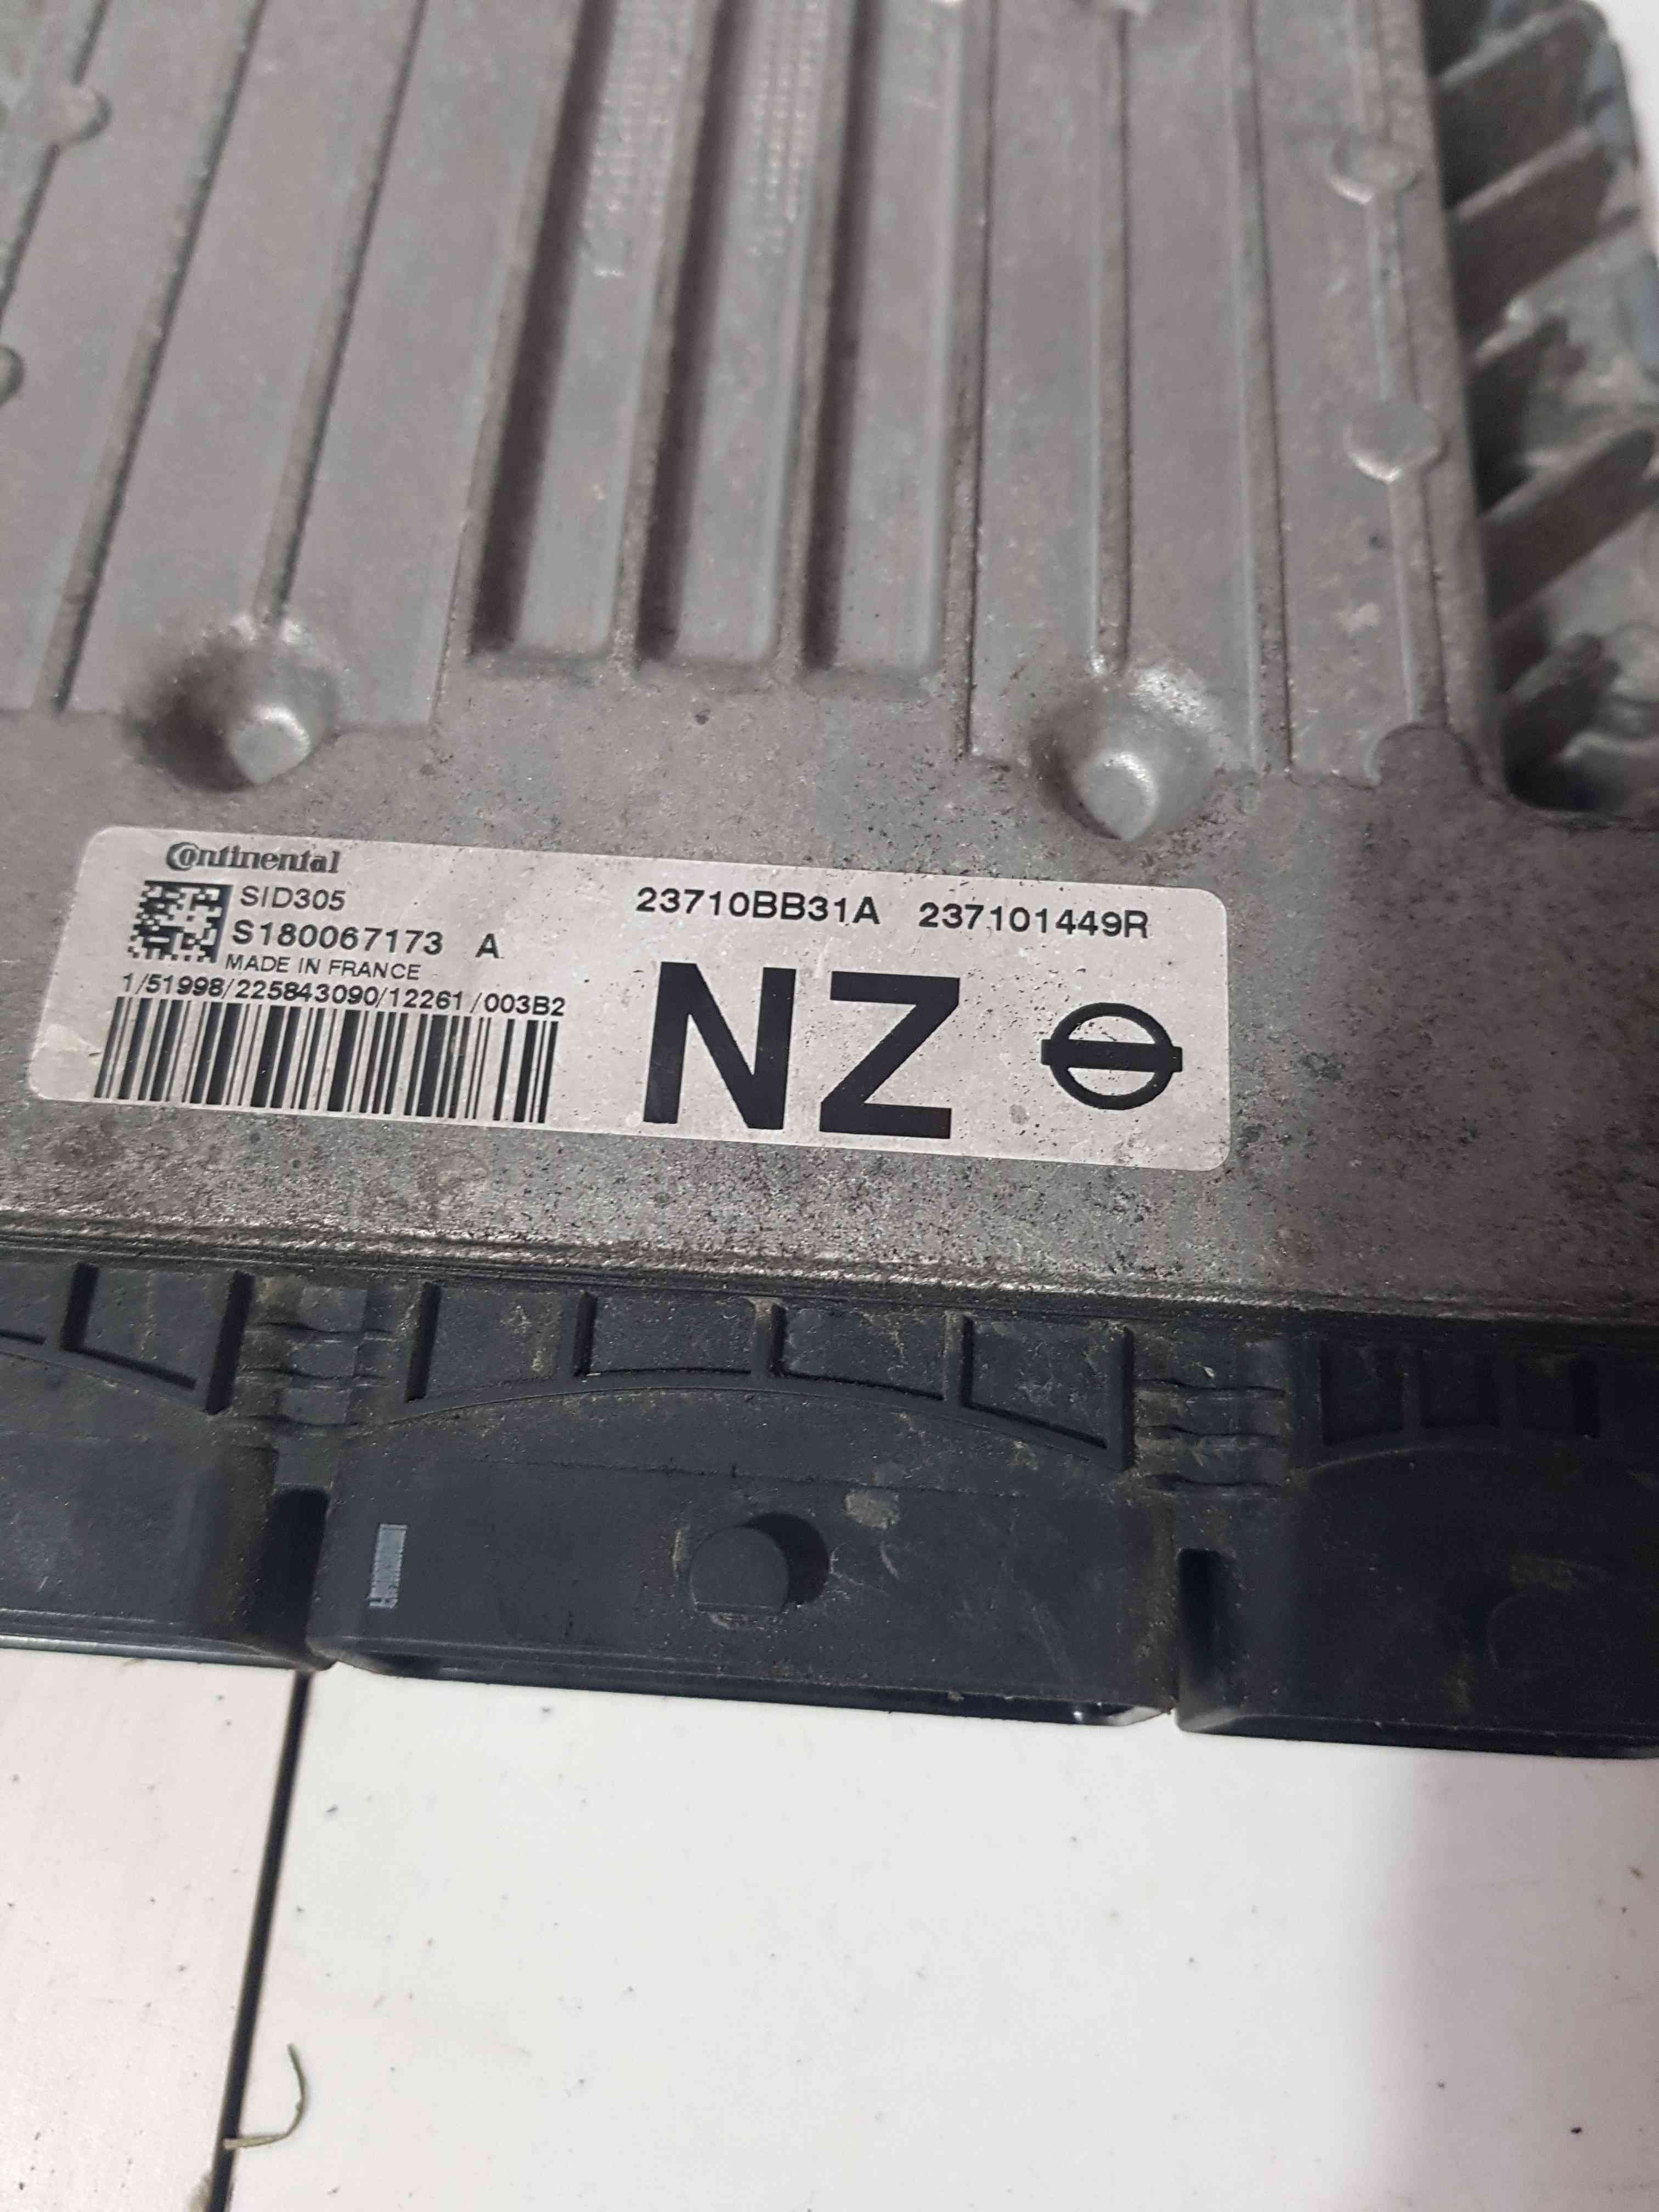 Continental
SID305
S180067173 A
MADE IN FRANCE
1/51998/225843090/12261/003B2
23710BB31A 237101449R
NZ